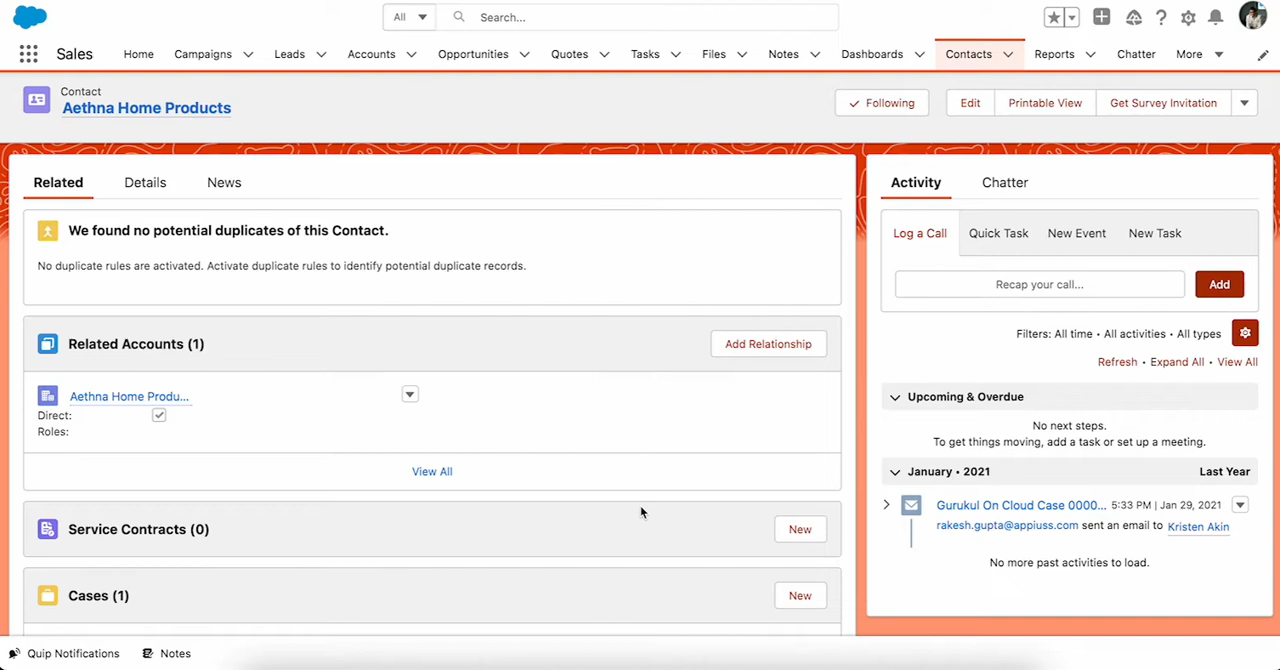 All
Search...
Sales
Home
Campaigns
Leads
Accounts
Opportunities
Quotes
Tasks
Files
Notes
Dashboards
Contacts
Reports
Chatter
More
Contact
Aethna Home Products
Following
Edit
Printable View
Get Survey Invitation
Related
Details
News
We found no potential duplicates of this Contact.
No duplicate rules are activated. Activate duplicate rules to identify potential duplicate records.
Related Accounts (1)
Add Relationship
Aethna Home Produ...
Direct:
Roles:
View All
Service Contracts (0)
New
Cases (1)
New
Activity
Chatter
Log a Call
Quick Task
New Event
New Task
Recap your call...
Add
Filters: All time • All activities • All types
Refresh • Expand All • View All
Upcoming & Overdue
No next steps.
To get things moving, add a task or set up a meeting.
January • 2021
Last Year
Gurukul On Cloud Case 0000...
5:33 PM | Jan 29, 2021
rakesh.gupta@appiuss.com sent an email to Kristen Akin
No more past activities to load.
Quip Notifications
Notes